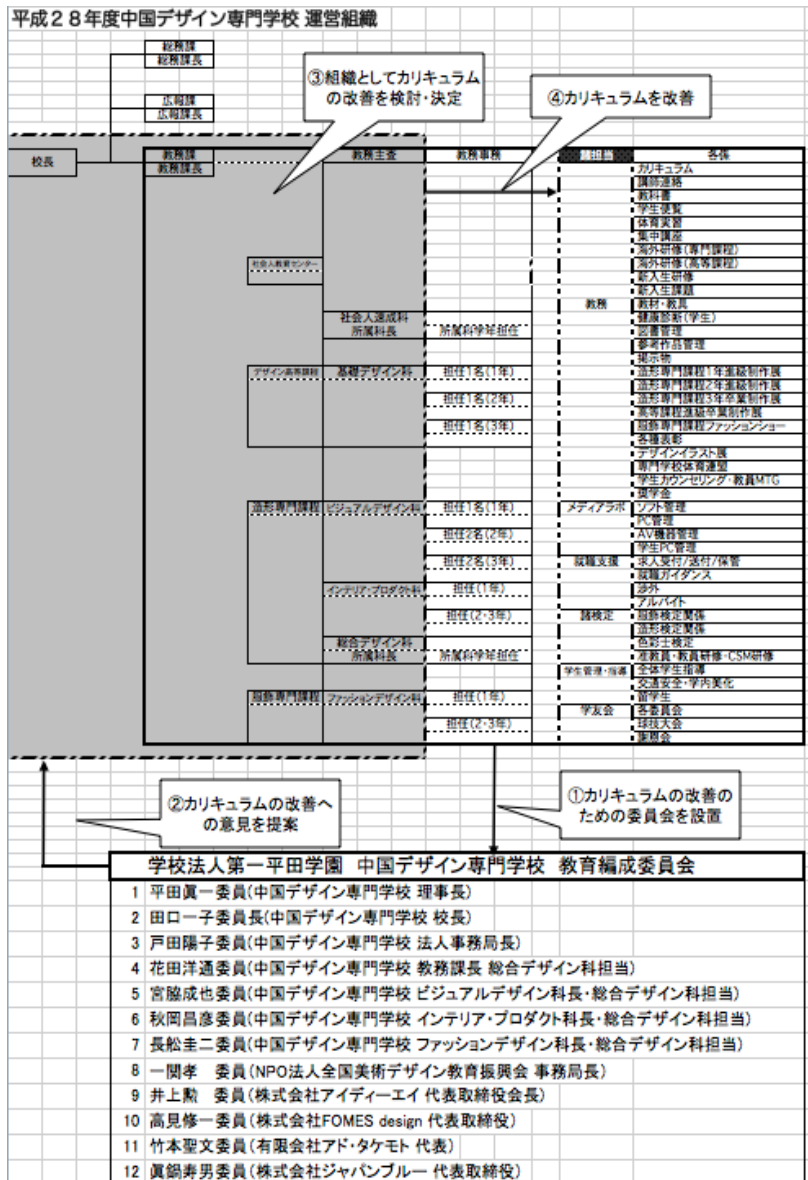 平成28年度中国デザイン専門学校 運営組織
総務課
総務課長
広報課
広報課長
③組織としてカリキュラム
の改善を検討・決定
④カリキュラムを改善
校長
教務課
教務課長
教務主査
教務事務
各係
カリキュラム
講師連絡
教科書
学生便覧
体育実習
集中講座
海外研修(専門課程)
社会人教育センター
海外研修(高等課程)
新入生研修
新入生課題
教務
教材・教具
社会人速成科
健康診断(学生)
所属科長
所属科学年担任
図書管理
参考作品管理
掲示物
デザイン高等課程
基礎デザイン科
担任1名(1年)
造形専門課程1年進級制作展
造形専門課程2年進級制作展
担任1名(2年)
造形専門課程3年卒業制作展
高等課程進級卒業制作展
担任1名(3年)
服飾専門課程ファッションショー
各種表彰
デザインイラスト展
専門学校体育連盟
学生カウンセリング・教員MTG
奨学金
造形専門課程
ビジュアルデザイン科
担任1名(1年)
メディアラボ
ソフト管理
PC管理
担任2名(2年)
AV機器管理
学生PC管理
担任2名(3年)
就職支援
求人受付/送付/保管
就職ガイダンス
インテリア・プロダクト科
担任(1年)
渉外
アルバイト
担任(2・3年)
諸検定
服飾検定関係
造形検定関係
総合デザイン科
色彩士検定
所属科長
所属科学年担任
准教員・教員研修・CSM研修
学生管理・指導
全体学生指導
交通安全・学内美化
服飾専門課程
ファッションデザイン科
担任(1年)
留学生
学友会
各委員会
担任(2・3年)
球技大会
謝恩会
②カリキュラムの改善へ
の意見を提案
①カリキュラムの改善の
ための委員会を設置
学校法人第一平田学園 中国デザイン専門学校 教育編成委員会
1 平田眞一委員(中国デザイン専門学校 理事長)
2 田口一子委員長(中国デザイン専門学校 校長)
3 戸田陽子委員(中国デザイン専門学校 法人事務局長)
4 花田洋通委員(中国デザイン専門学校 教務課長 総合デザイン科担当)
5 宮脇成也委員(中国デザイン専門学校 ビジュアルデザイン科長・総合デザイン科担当)
6 秋岡昌彦委員(中国デザイン専門学校 インテリア・プロダクト科長・総合デザイン科担当)
7 長舩圭二委員(中国デザイン専門学校 ファッションデザイン科長・総合デザイン科担当)
8 一関孝 委員(NPO法人全国美術デザイン教育振興会 事務局長)
9 井上勲 委員(株式会社アイディーエイ 代表取締役会長)
10 高見修一委員(株式会社FOMES design 代表取締役)
11 竹本聖文委員(有限会社アド・タケモト 代表)
12 眞鍋寿男委員(株式会社ジャパンブルー 代表取締役)